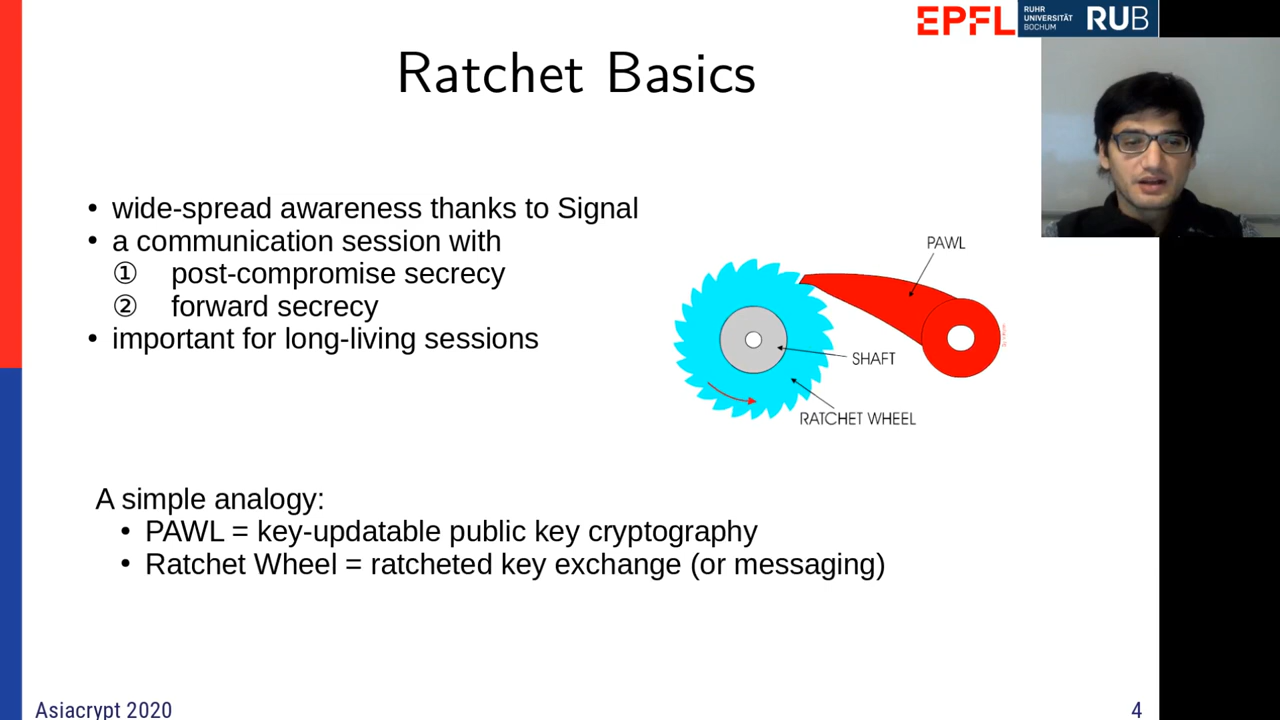 EPFL
RUHR
UNIVERSITÄT
BOCHUM
RUB
Ratchet Basics
• wide-spread awareness thanks to Signal
• a communication session with
① post-compromise secrecy
② forward secrecy
• important for long-living sessions
PAWL
SHAFT
RATCHET WHEEL
A simple analogy:
• PAWL = key-updatable public key cryptography
• Ratchet Wheel = ratcheted key exchange (or messaging)
Asiacrypt 2020
4